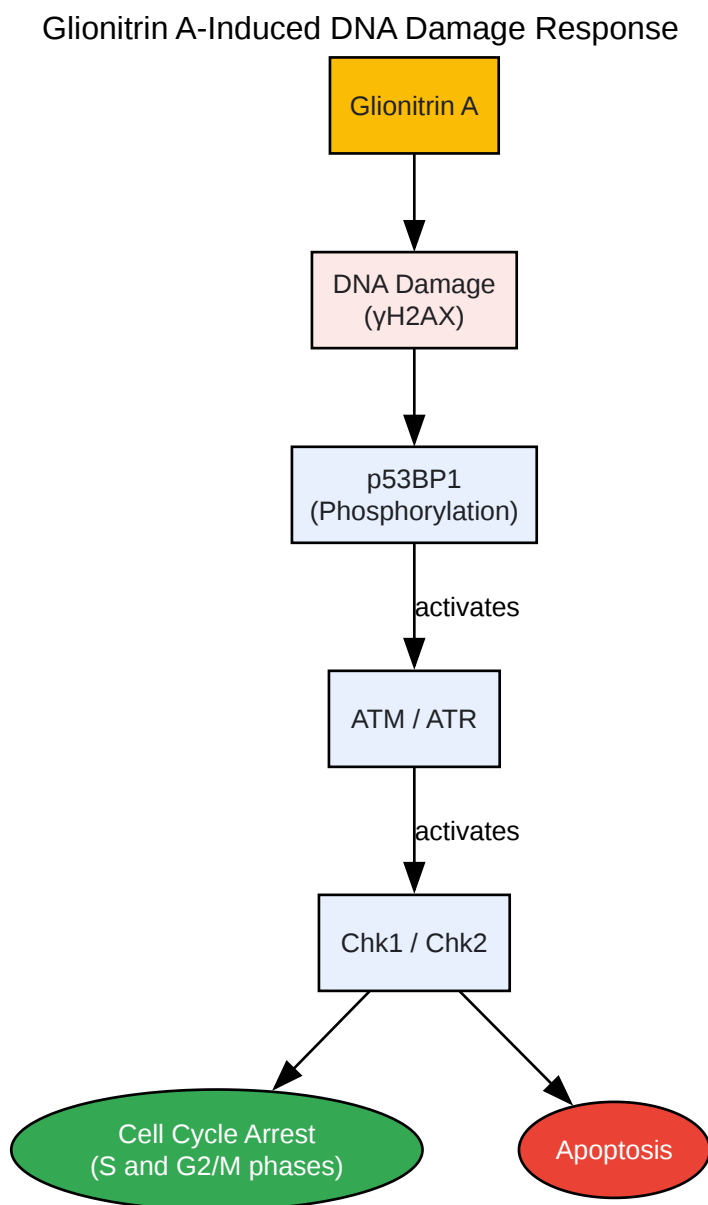 Glionitrin A-Induced DNA Damage Response
Glionitrin A
DNA Damage
(γH2AX)
p53BP1
(Phosphorylation)
activates
ATM / ATR
activates
Chk1 / Chk2
Cell Cycle Arrest
(S and G2/M phases)
Apoptosis